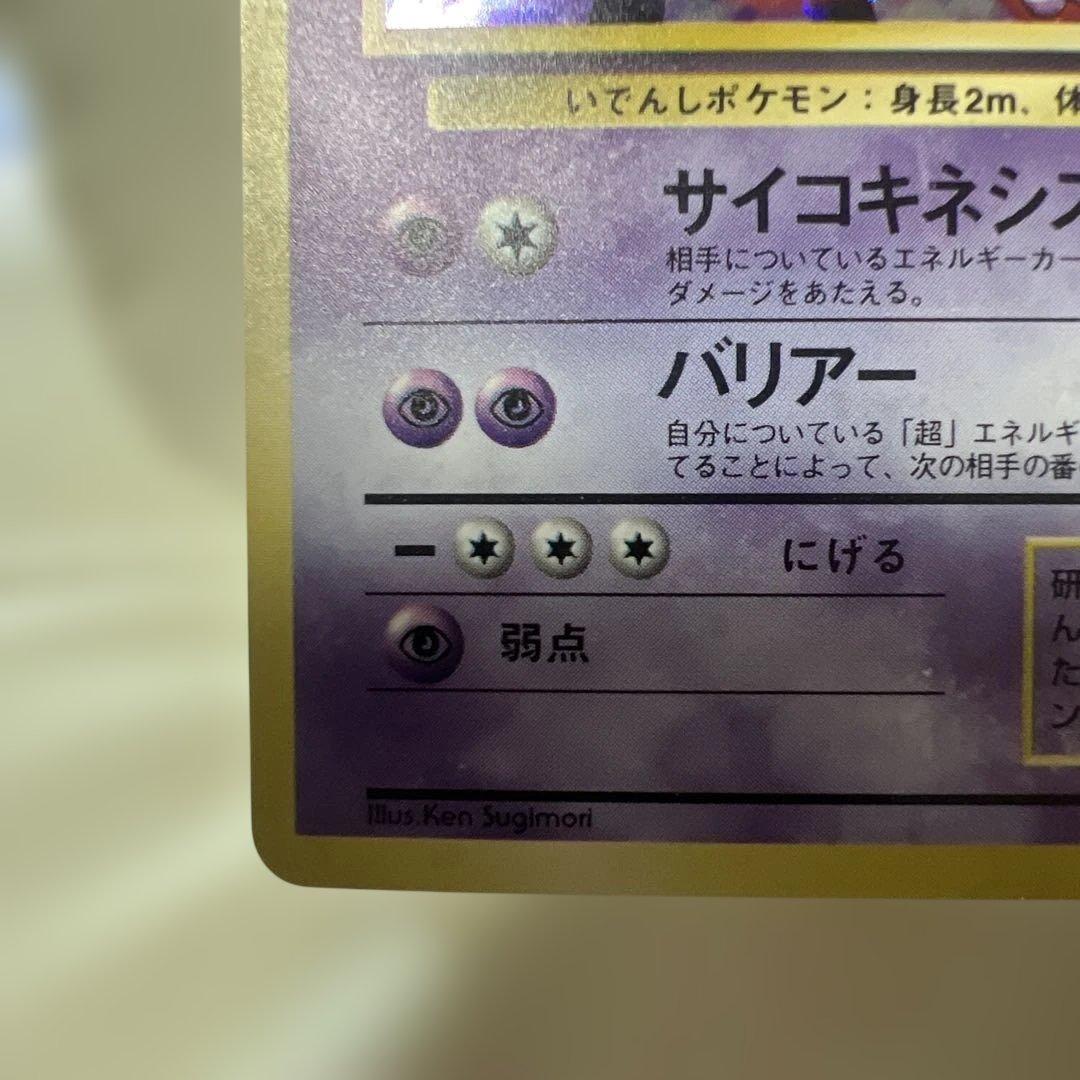 いでんしポケモン：身長2m、体
サイコキネシス
相手についているエネルギーカー
ダメージをあたえる。
バリアー
自分についている「超」エネルギ
てることによって、次の相手の番
ー にげる
弱点
研
ん
た
ン
Illus. Ken Sugimori